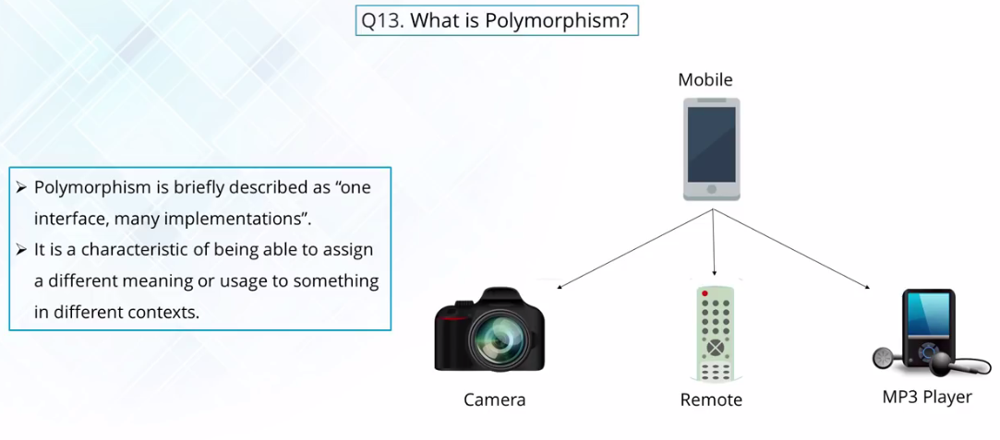 Q13. What is Polymorphism?
Mobile
➢ Polymorphism is briefly described as “one
interface, many implementations”.
➢ It is a characteristic of being able to assign
a different meaning or usage to something
in different contexts.
Camera
Remote
MP3 Player